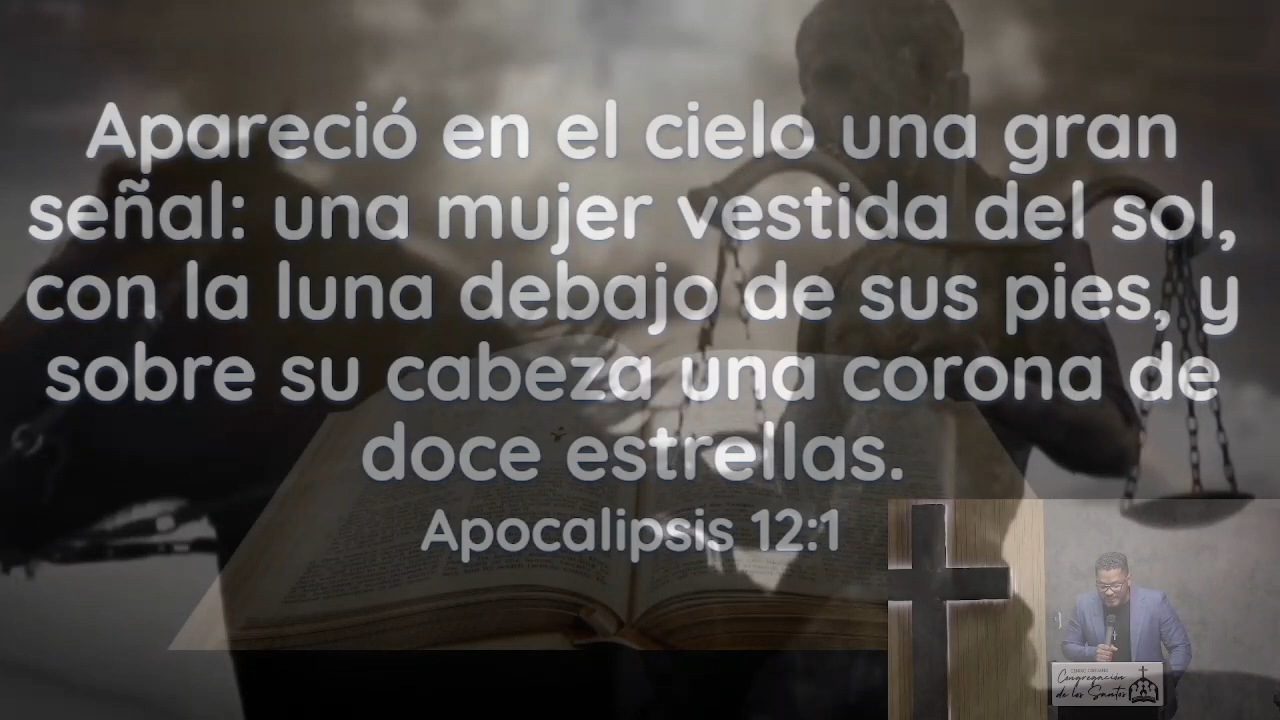 Apareció en el cielo una gran
señal: una mujer vestida del sol,
con la luna debajo de sus pies, y
sobre su cabeza una corona de
doce estrellas.
Apocalipsis 12:1
Congregación
de los Santos